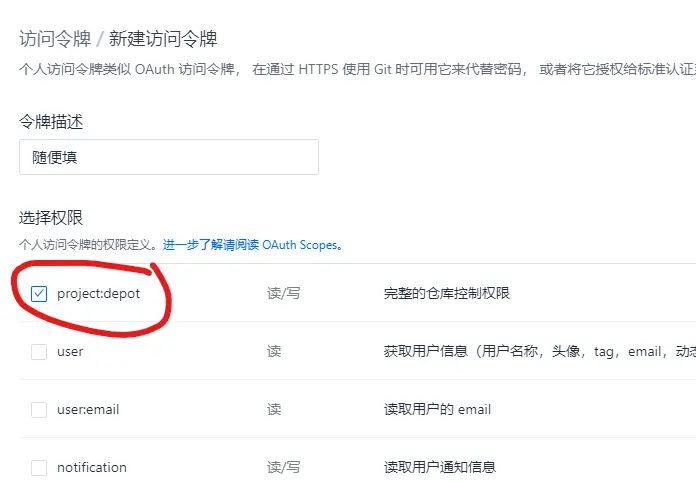 访问令牌 / 新建访问令牌
个人访问令牌类似 OAuth 访问令牌， 在通过 HTTPS 使用 Git 时可用它来代替密码， 或者将它授权给标准认证
令牌描述
随便填
选择权限
个人访问令牌的权限定义。进一步了解请阅读 OAuth Scopes。
project:depot 读/写 完整的仓库控制权限
user 读 获取用户信息（用户名称，头像，tag，email，动态
user:email 读 读取用户的 email
notification 读/写 读取用户通知信息